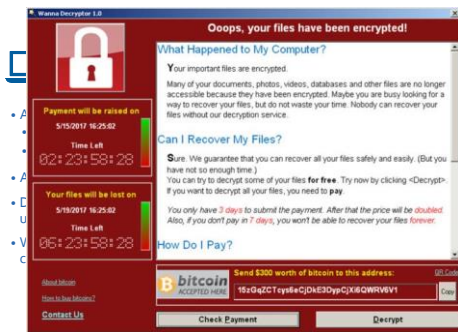 Wanna Decryptor 1.0
Ooops, your files have been encrypted!
What Happened to My Computer?
Your important files are encrypted.
Many of your documents, photos, videos, databases and other files are no longer
accessible because they have been encrypted. Maybe you are busy looking for a
way to recover your files, but do not waste your time. Nobody can recover your
files without our decryption service.
Can I Recover My Files?
Sure. We guarantee that you can recover all your files safely and easily. (But you
have not so enough time.)
You can try to decrypt some of your files for free. Try now by clicking <Decrypt>.
If you want to decrypt all your files, you need to pay.
You only have 3 days to submit the payment. After that the price will be doubled.
Also, if you don't pay in 7 days, you won't be able to recover your files forever.
How Do I Pay?
Payment will be raised on
5/15/2017 16:25:02
Time Left
02:23:58:28
Your files will be lost on
5/19/2017 16:25:02
Time Left
06:23:58:28
About bitcoin
How to buy bitcoins?
Contact Us
bitcoin
ACCEPTED HERE
Send $300 worth of bitcoin to this address:
QR Code
15zGqZCTcys6eCjDkE3DypCjXi6QWRV6V1
Copy
Check Payment
Decrypt